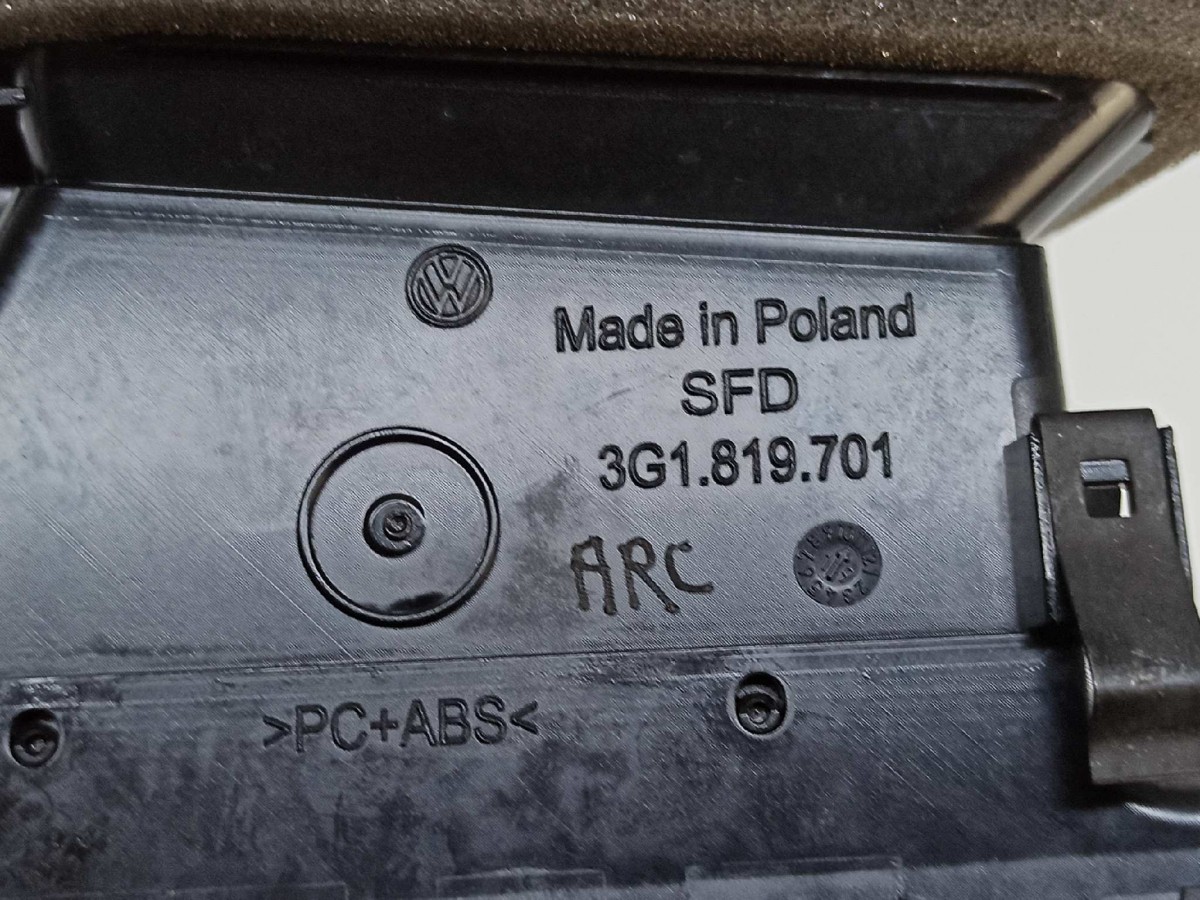 Made in Poland
SFD
3G1.819.701
ARC
>PC+ABS<